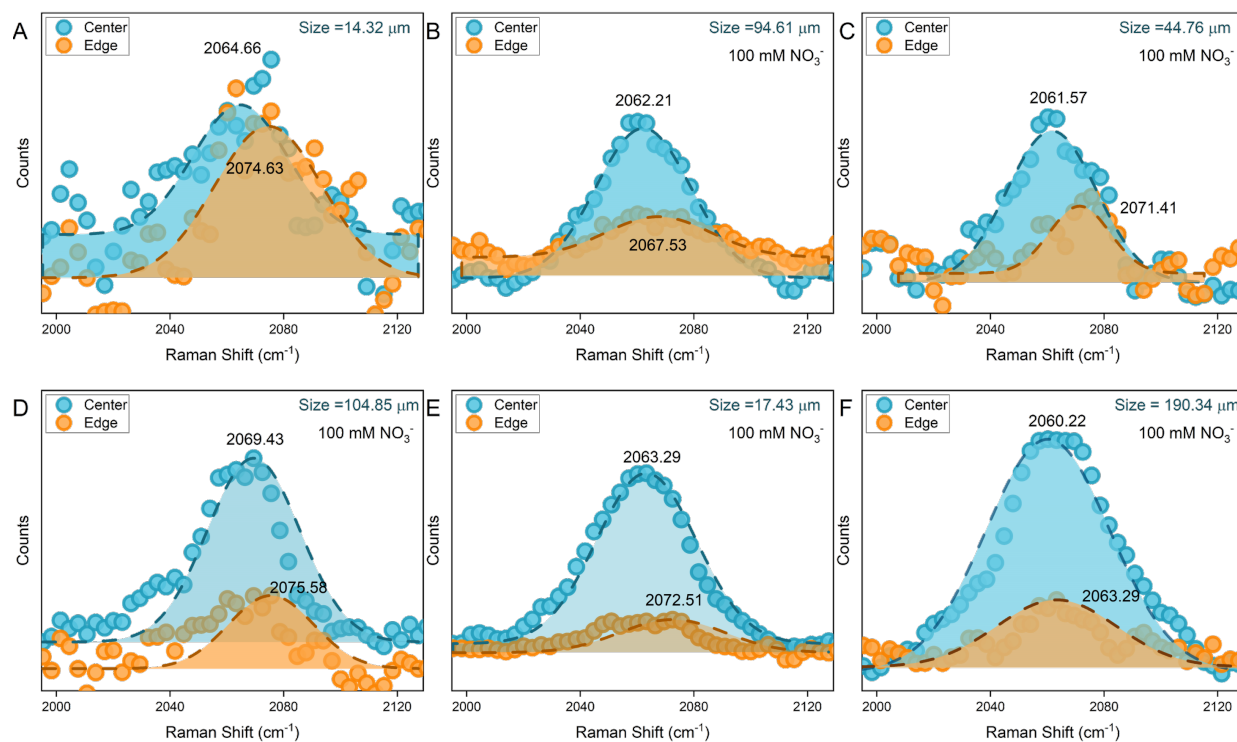 A
Center
Edge
Size =14.32 μm
2064.66
2074.63
Counts
2000
2040
2080
2120
Raman Shift (cm⁻¹)
B
Center
Edge
Size =94.61 μm
100 mM NO₃⁻
2062.21
2067.53
Counts
2000
2040
2080
2120
Raman Shift (cm⁻¹)
C
Center
Edge
Size =44.76 μm
100 mM NO₃⁻
2061.57
2071.41
Counts
2000
2040
2080
2120
Raman Shift (cm⁻¹)
D
Center
Edge
Size =104.85 μm
100 mM NO₃⁻
2069.43
2075.58
Counts
2000
2040
2080
2120
Raman Shift (cm⁻¹)
E
Center
Edge
Size =17.43 μm
100 mM NO₃⁻
2063.29
2072.51
Counts
2000
2040
2080
2120
Raman Shift (cm⁻¹)
F
Center
Edge
Size = 190.34 μm
100 mM NO₃⁻
2060.22
2063.29
Counts
2000
2040
2080
2120
Raman Shift (cm⁻¹)